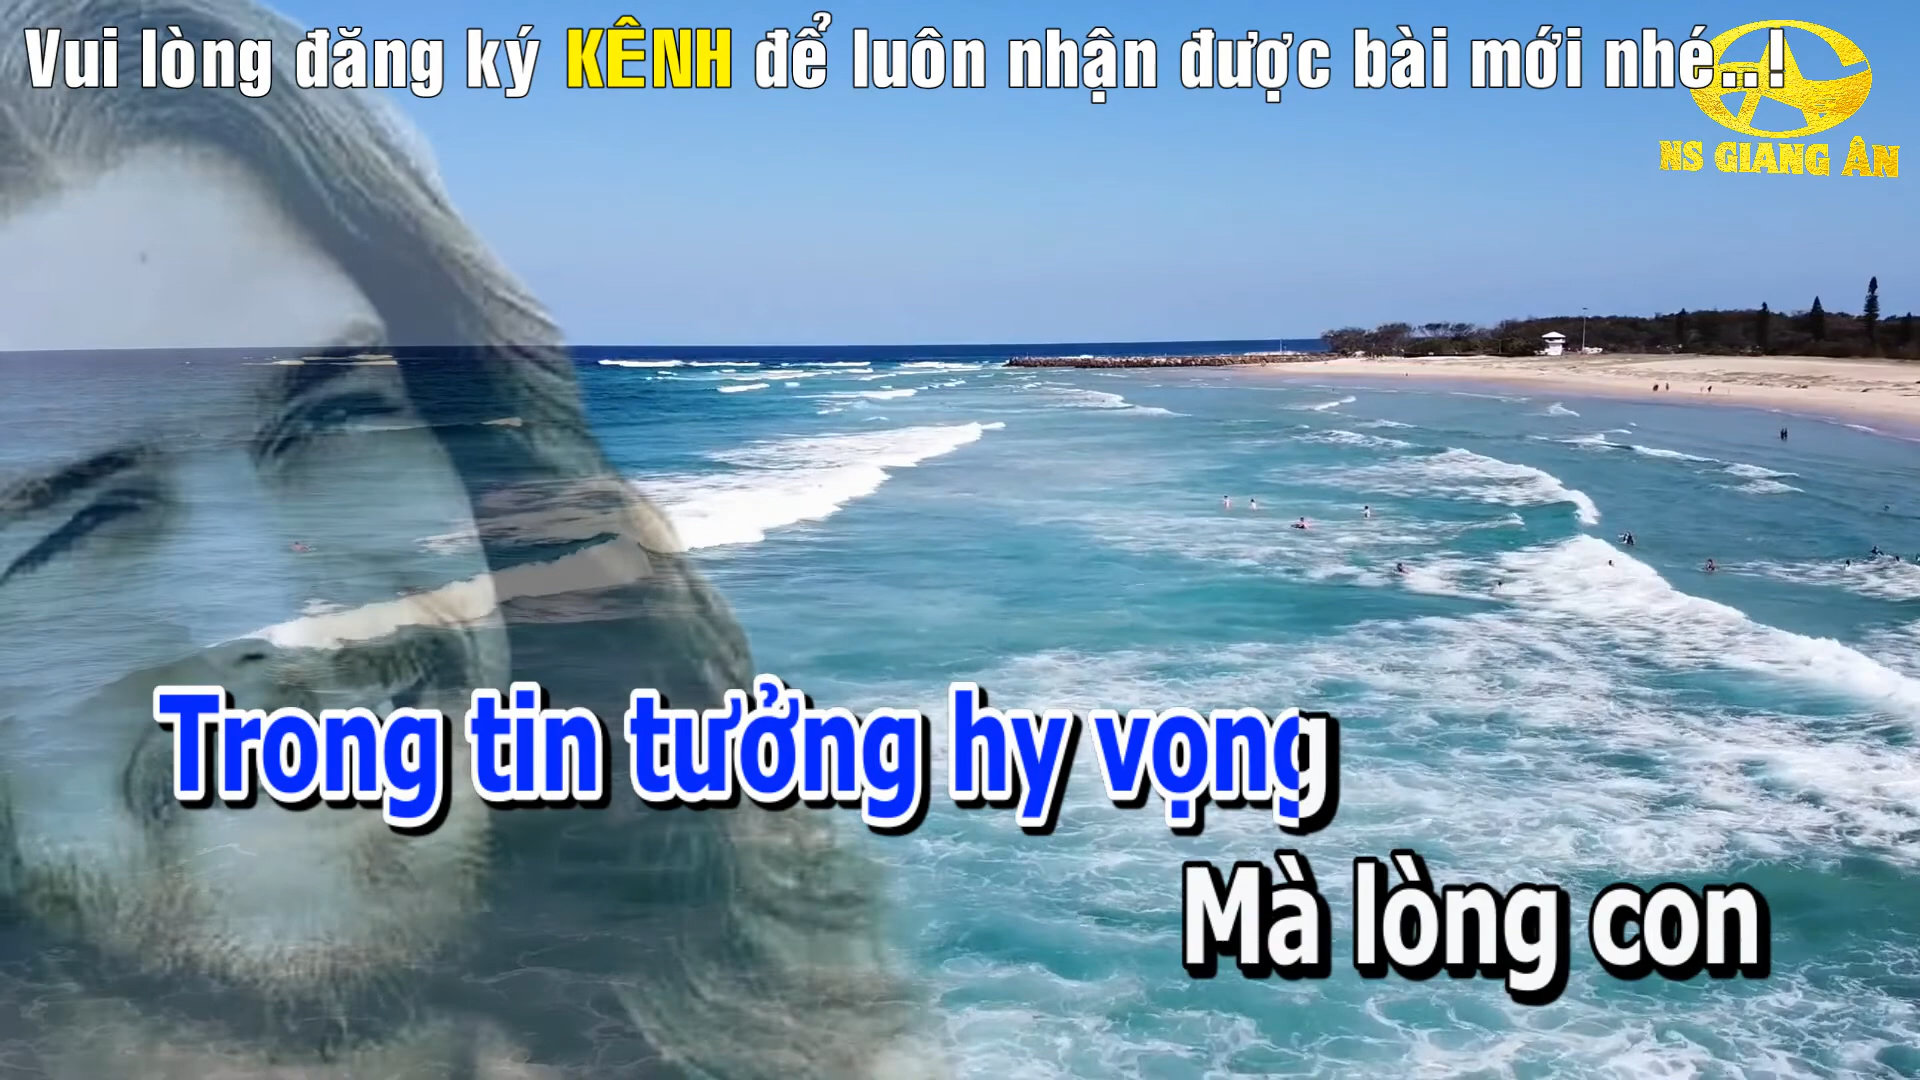 Vui lòng đăng ký KÊNH để luôn nhận được bài mới nhé..!
NS GIANG ÂN
Trong tin tưởng hy vọng
Mà lòng con